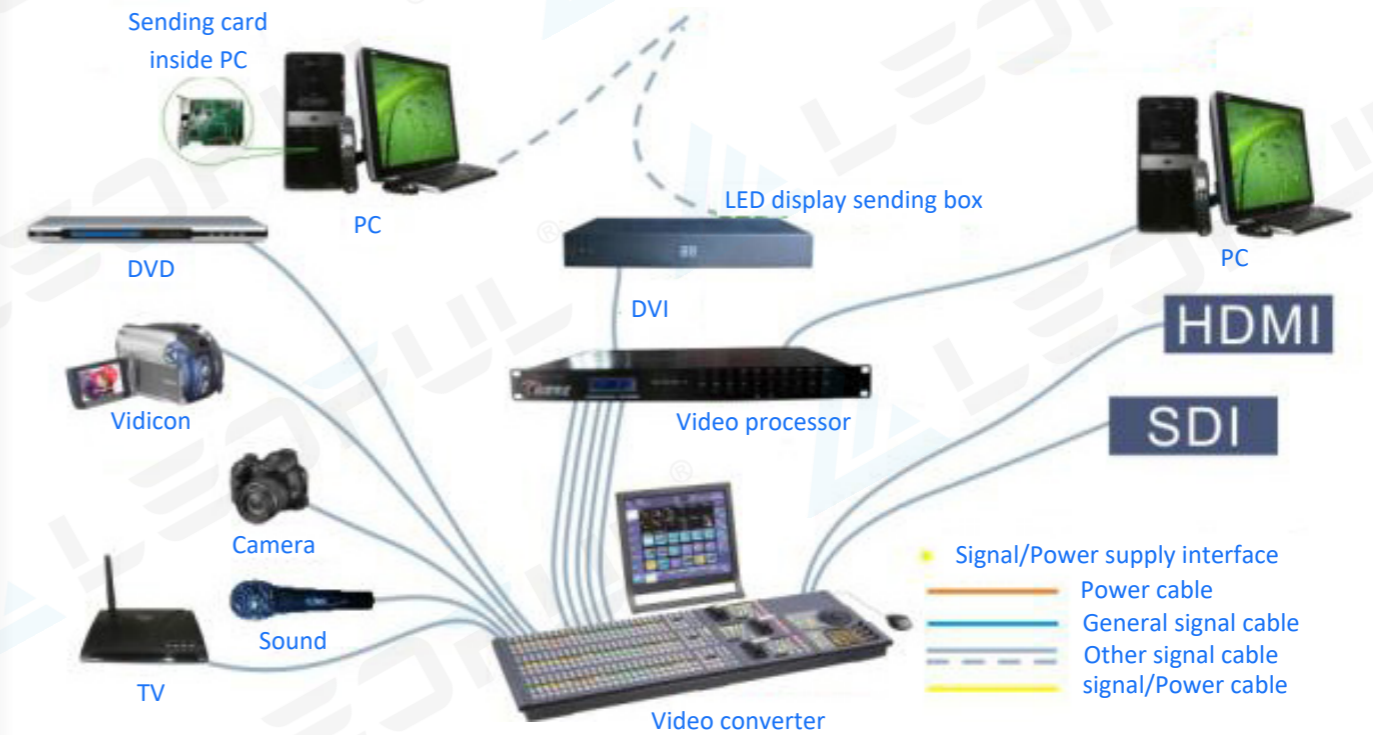 Sending card
inside PC
PC
LED display sending box
DVD
PC
DVI
HDMI
Vidicon
Video processor
SDI
Camera
Signal/Power supply interface
Power cable
General signal cable
Sound
Other signal cable
TV
signal/Power cable
Video converter
LEDFUL